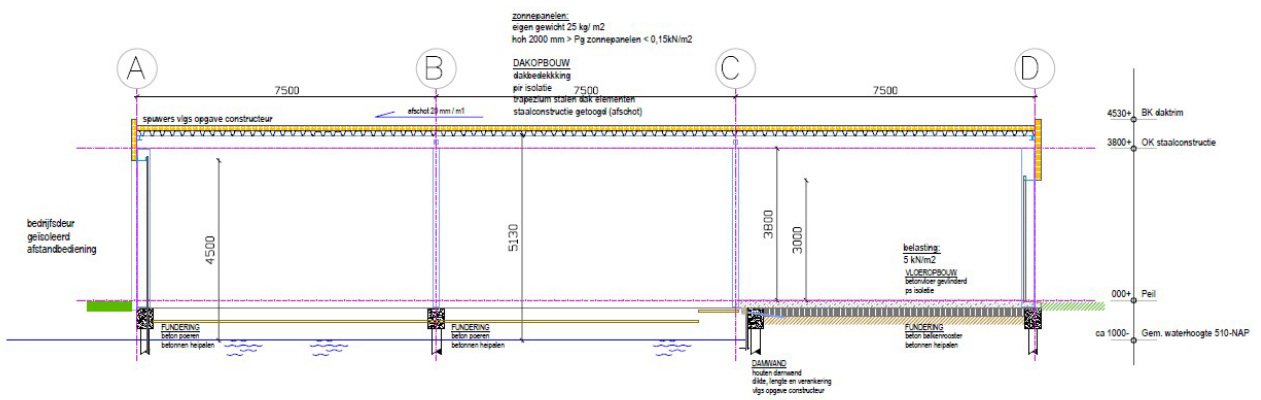 zonnepanelen:
eigen gewicht 25 kg/ m2
hoh 2000 mm > Pg zonnepanelen < 0,15kN/m2
DAKOPBOUW
dakbedekkking
pir isolatie
trapezium stalen dak elementen
staalconstructie getoogd (afschot)
A
B
C
D
7500
7500
7500
afschot 20 mm / m1
spuwers vlgs opgave constructeur
4530+ BK daktrim
3800+ OK staalconstructie
bedrijfsdeur
geïsoleerd
afstandbediening
4500
5130
3800
3000
belasting:
5 kN/m2
VLOEROPBOUW
betonvloer gevlinderd
ps isolatie
000+ Peil
ca 1000- Gem. waterhoogte 510-NAP
FUNDERING
beton poeren
betonnen heipalen
FUNDERING
beton poeren
betonnen heipalen
FUNDERING
beton balkenrooster
betonnen heipalen
DAMWAND
houten damwand
dikte, lengte en verankering
vlgs opgave constructeur